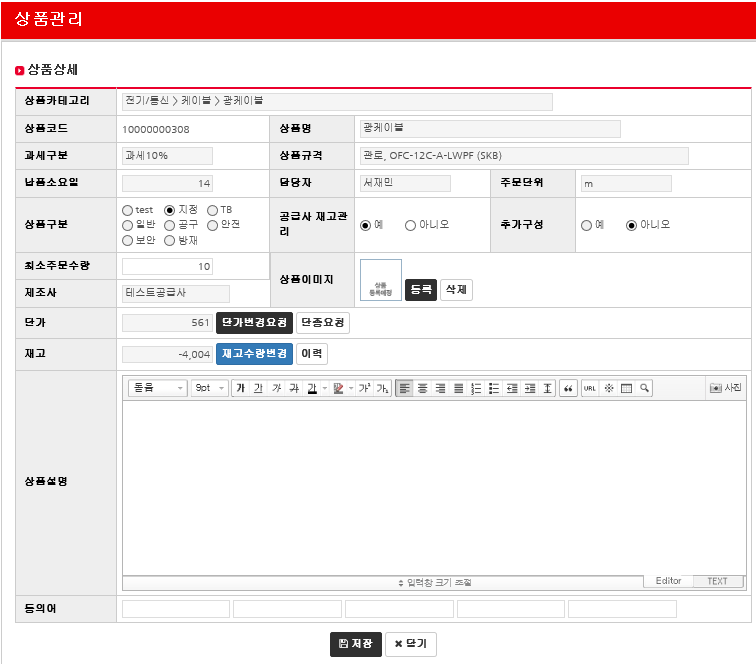 상품관리
상품상세
상품카테고리 전기/통신 > 케이블 > 광케이블
상품코드 10000000308 상품명 광케이블
과세구분 과세10% 상품규격 관로, OFC-12C-A-LWPF (SKB)
납품소요일 14 담당자 서재민 주문단위 m
상품구분 test 지정 TB 일반 공구 안전 보안 방재 공급사 재고관리 예 아니오 추가구성 예 아니오
최소주문수량 10 상품이미지 상품 등록예정 등록 삭제
제조사 테스트공급사
단가 561 단가변경요청 단종요청
재고 -4,004 재고수량변경 이력
상품설명 돋음 9pt 가 가 가 가 가 가 가¹ 가₁ URL 사진
입력창 크기 조절 Editor TEXT
동의어
저장 닫기